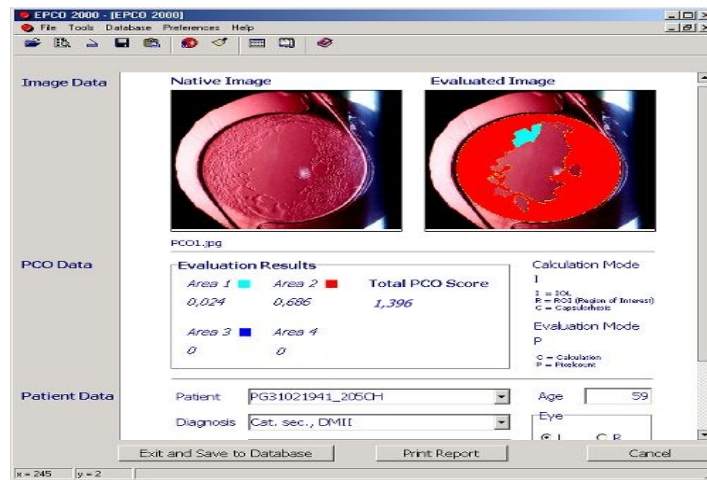 EPCO 2000 - [EPCO 2000]
File Tools Database Preferences Help
Image Data
Native Image
Evaluated Image
PCO1.jpg
PCO Data
Evaluation Results
Area 1
Area 2
Total PCO Score
0,024
0,686
1,396
Area 3
Area 4
0
0
Calculation Mode
I
I = IOL
R = ROI (Region of Interest)
C = Capsulorhexis
Evaluation Mode
P
C = Calculation
P = Pixelcount
Patient Data
Patient
PG31021941_205CH
Age
59
Diagnosis
Cat. sec., DMII
Eye
L
R
Exit and Save to Database
Print Report
Cancel
x = 245
y = 2